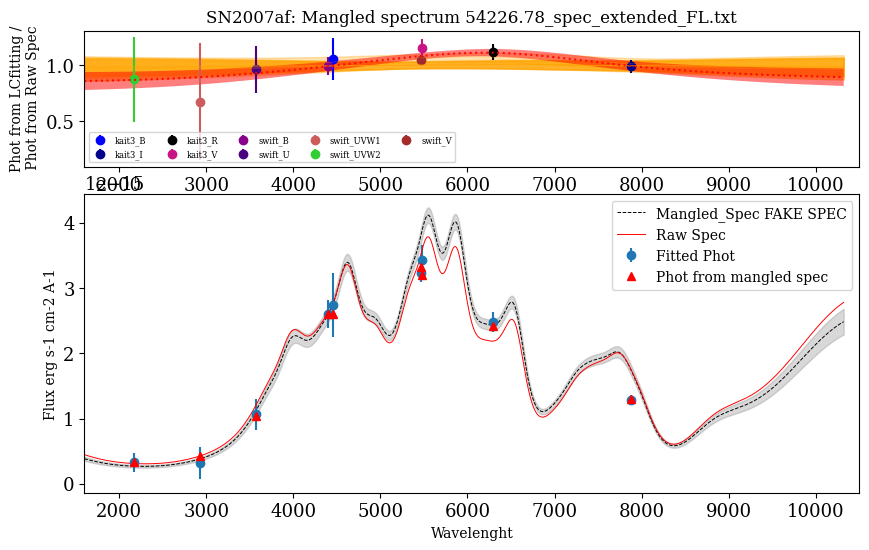 SN2007af: Mangled spectrum 54226.78_spec_extended_FL.txt
Phot from LCfitting /
Phot from Raw Spec
1.0
0.5
kait3_B
kait3_R
swift_B
swift_UVW1
swift_V
kait3_I
kait3_V
swift_U
swift_UVW2
2000 3000 4000 5000 6000 7000 8000 9000 10000
1e−15
Mangled_Spec FAKE SPEC
Raw Spec
Fitted Phot
Phot from mangled spec
Flux erg s-1 cm-2 A-1
4
3
2
1
0
2000 3000 4000 5000 6000 7000 8000 9000 10000
Wavelenght